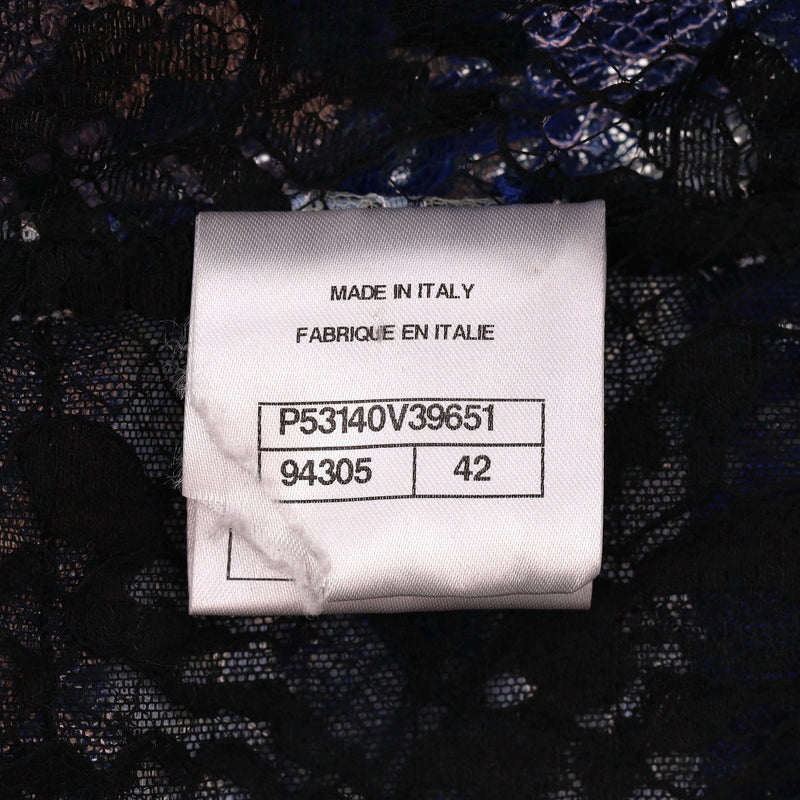 MADE IN ITALY
FABRIQUE EN ITALIE
P53140V39651
94305 42